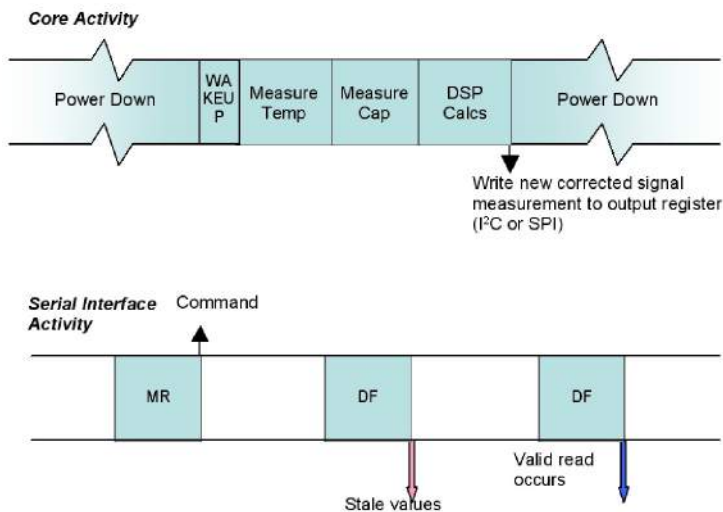 Core Activity
Power Down
WA
KEU
P
Measure
Temp
Measure
Cap
DSP
Calcs
Power Down
Write new corrected signal
measurement to output register
(I²C or SPI)
Serial Interface
Activity
Command
MR
DF
DF
Stale values
Valid read
occurs